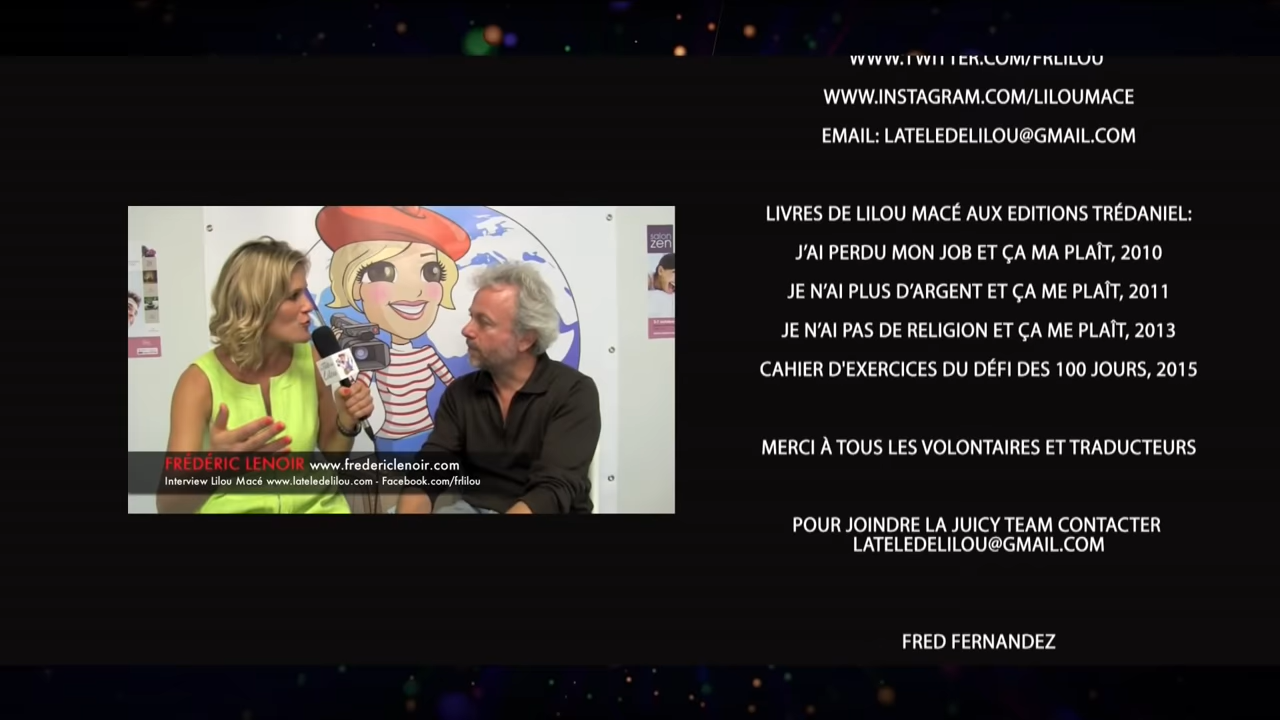 WWW.TWITTER.COM/FRLILOU
WWW.INSTAGRAM.COM/LILOUMACE
EMAIL: LATELEDELILOU@GMAIL.COM
LIVRES DE LILOU MACÉ AUX EDITIONS TRÉDANIEL:
J'AI PERDU MON JOB ET ÇA MA PLAÎT, 2010
JE N'AI PLUS D'ARGENT ET ÇA ME PLAÎT, 2011
JE N'AI PAS DE RELIGION ET ÇA ME PLAÎT, 2013
CAHIER D'EXERCICES DU DÉFI DES 100 JOURS, 2015
MERCI À TOUS LES VOLONTAIRES ET TRADUCTEURS
POUR JOINDRE LA JUICY TEAM CONTACTER
LATELEDELILOU@GMAIL.COM
FRED FERNANDEZ
salon
zen
FRÉDÉRIC LENOIR www.fredericlenoir.com
Interview Lilou Macé www.lateledelilou.com - Facebook.com/frlilou